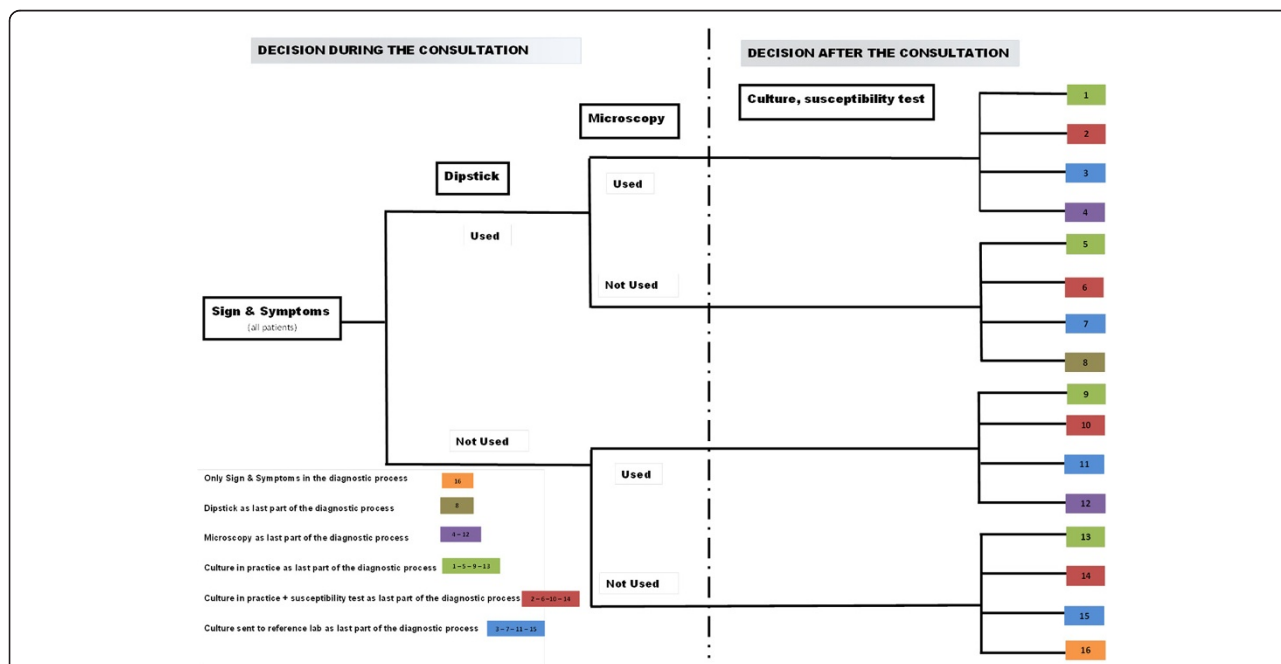 DECISION DURING THE CONSULTATION
DECISION AFTER THE CONSULTATION
Culture, susceptibility test
Microscopy
Dipstick
Used
Used
Not Used
Sign & Symptoms
(all patients)
Not Used
Used
Not Used
1
2
3
4
5
6
7
8
9
10
11
12
13
14
15
16
Only Sign & Symptoms in the diagnostic process 16
Dipstick as last part of the diagnostic process 8
Microscopy as last part of the diagnostic process 4 – 12
Culture in practice as last part of the diagnostic process 1 – 5 – 9 – 13
Culture in practice + susceptibility test as last part of the diagnostic process 2 – 6 – 10 – 14
Culture sent to reference lab as last part of the diagnostic process 3 – 7 – 11 – 15